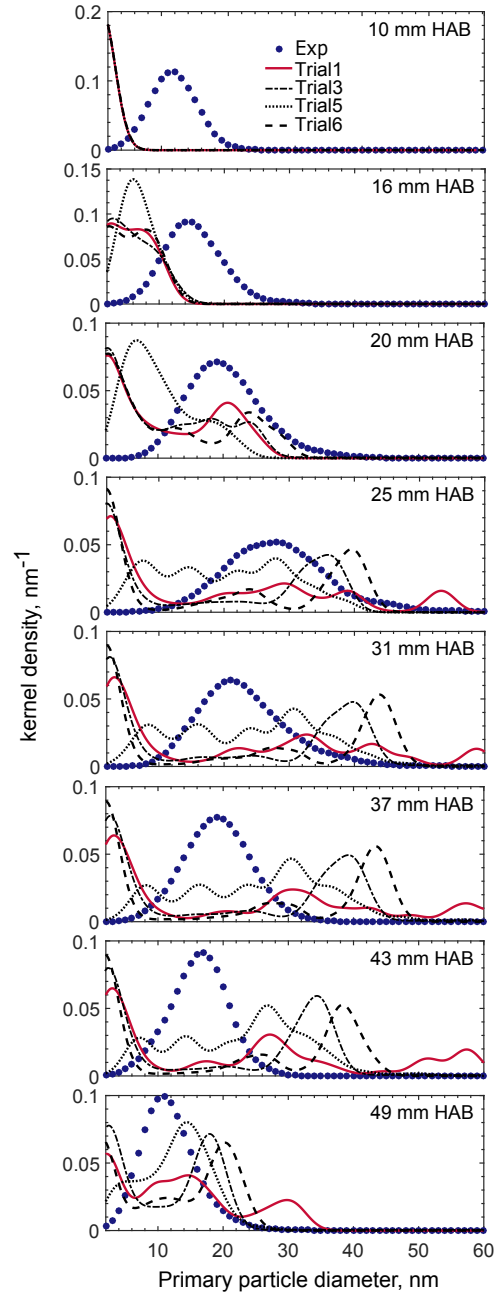 10 mm HAB
Exp
Trial1
Trial3
Trial5
Trial6
0.2
0.1
0
16 mm HAB
0.15
0.1
0.05
0
20 mm HAB
0.1
0.05
0
25 mm HAB
0.1
0.05
0
kernel density, nm-1
31 mm HAB
0.1
0.05
0
37 mm HAB
0.1
0.05
0
43 mm HAB
0.1
0.05
0
49 mm HAB
0.1
0.05
0
10 20 30 40 50 60
Primary particle diameter, nm